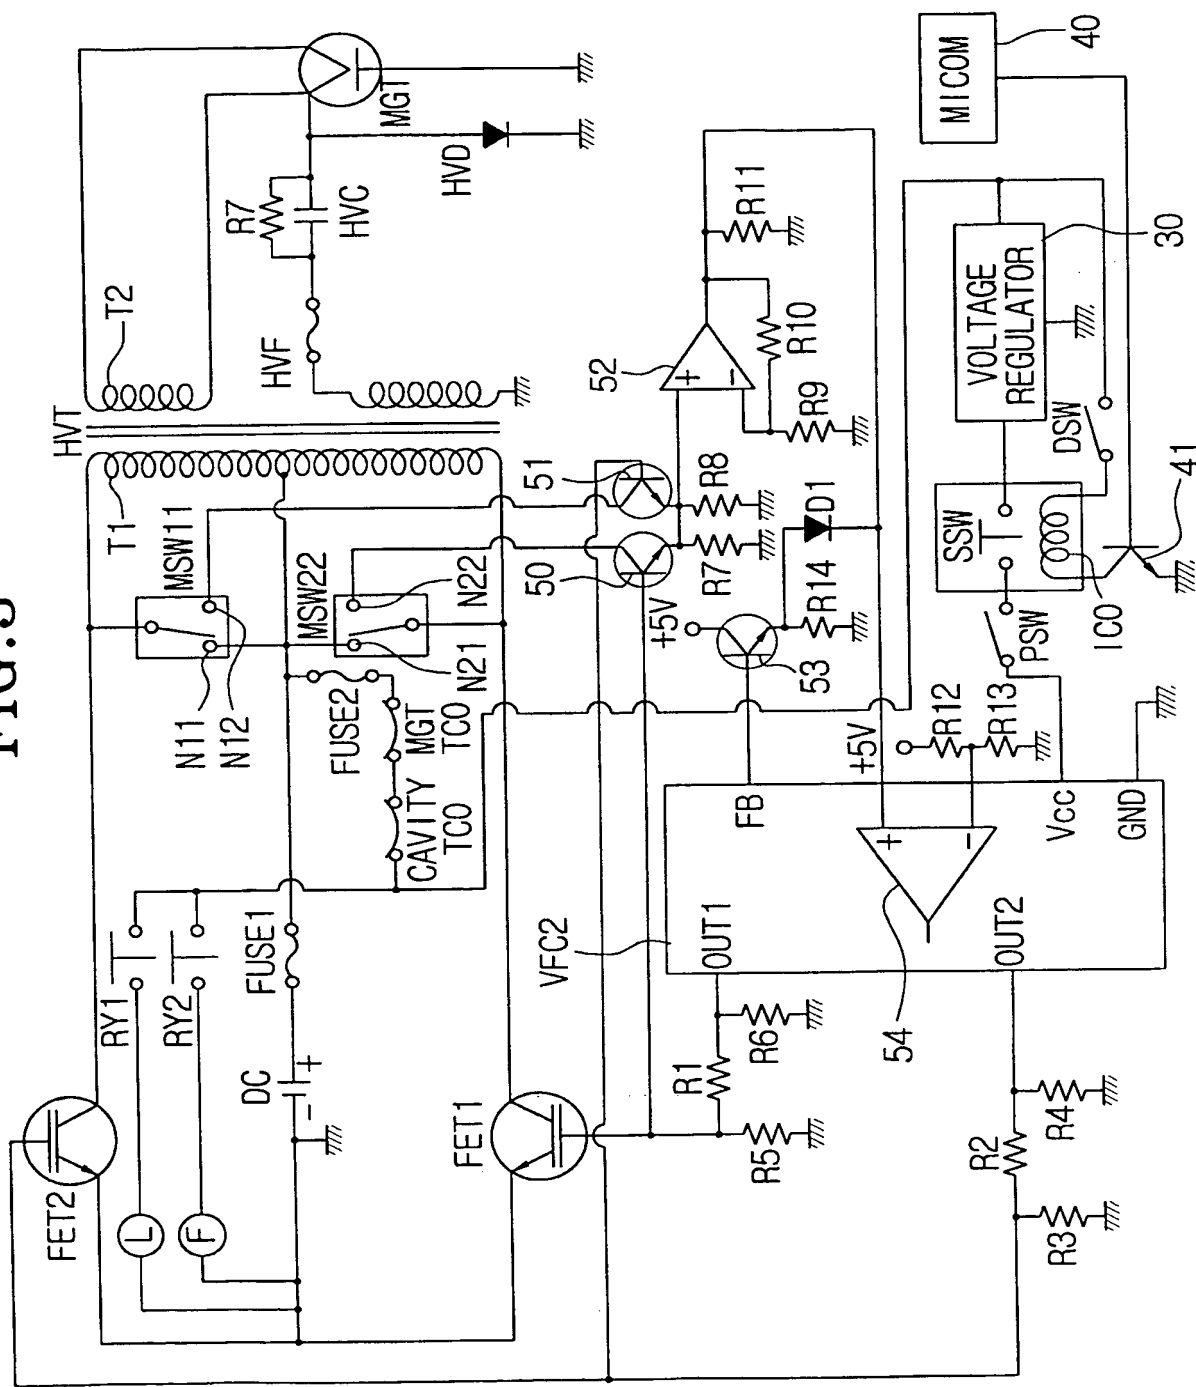 FIG.
FET2
RY1
RY2
L
F
DC
+
-
FUSE1
FET1
N11
N12
T1
MSW11
HVT
T2
MSW22
N21
N22
FUSE2
MGT
TCO
CAVITY
TCO
HVF
R7
HVC
HVD
MGT
VFC2
OUT1
OUT2
54
+
-
FB
Vcc
GND
R1
R6
R5
R2
R4
R3
50
51
R7
R8
+5V
53
R14
D1
52
+
-
R10
R9
R11
+5V
R12
R13
PSW
SSW
100
DSW
41
VOLTAGE
REGULATOR
30
MICOM
40